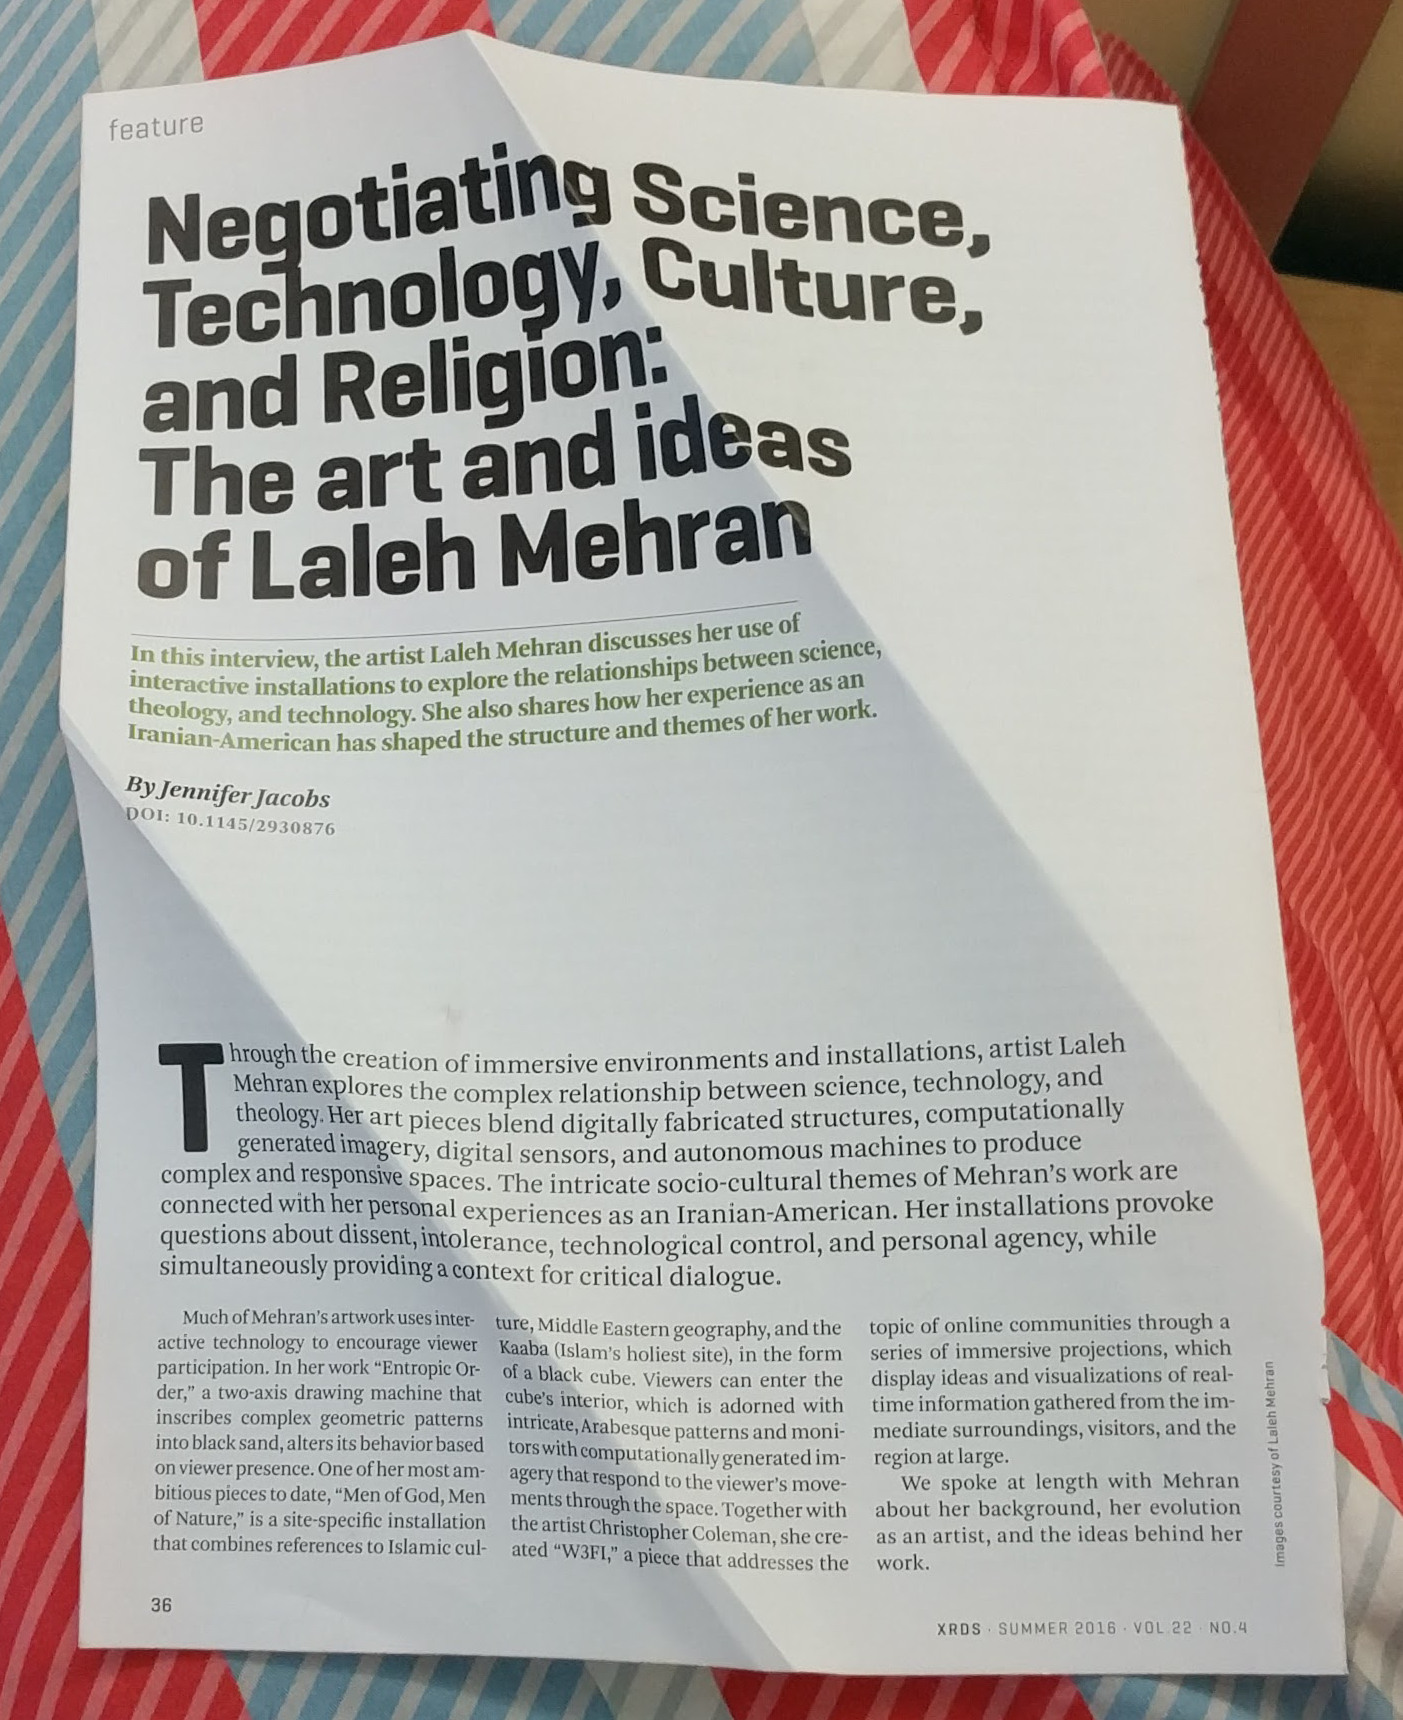 feature
Negotiating Science,
Technology, Culture,
and Religion:
The art and ideas
of Laleh Mehran
In this interview, the artist Laleh Mehran discusses her use of
interactive installations to explore the relationships between science,
theology, and technology. She also shares how her experience as an
Iranian-American has shaped the structure and themes of her work.
By Jennifer Jacobs
DOI: 10.1145/2930876
Through the creation of immersive environments and installations, artist Laleh
Mehran explores the complex relationship between science, technology, and
theology. Her art pieces blend digitally fabricated structures, computationally
generated imagery, digital sensors, and autonomous machines to produce
complex and responsive spaces. The intricate socio-cultural themes of Mehran's work are
connected with her personal experiences as an Iranian-American. Her installations provoke
questions about dissent, intolerance, technological control, and personal agency, while
simultaneously providing a context for critical dialogue.
Much of Mehran's artwork uses inter-
active technology to encourage viewer
participation. In her work “Entropic Or-
der,” a two-axis drawing machine that
inscribes complex geometric patterns
into black sand, alters its behavior based
on viewer presence. One of her most am-
bitious pieces to date, “Men of God, Men
of Nature,” is a site-specific installation
that combines references to Islamic cul-
ture, Middle Eastern geography, and the
Kaaba (Islam's holiest site), in the form
of a black cube. Viewers can enter the
cube's interior, which is adorned with
intricate, Arabesque patterns and moni-
tors with computationally generated im-
agery that respond to the viewer's move-
ments through the space. Together with
the artist Christopher Coleman, she cre-
ated “W3FI,” a piece that addresses the
topic of online communities through a
series of immersive projections, which
display ideas and visualizations of real-
time information gathered from the im-
mediate surroundings, visitors, and the
region at large.
We spoke at length with Mehran
about her background, her evolution
as an artist, and the ideas behind her
work.
Images courtesy of Laleh Mehran
36
XRDS · SUMMER 2016 · VOL.22 · NO.4